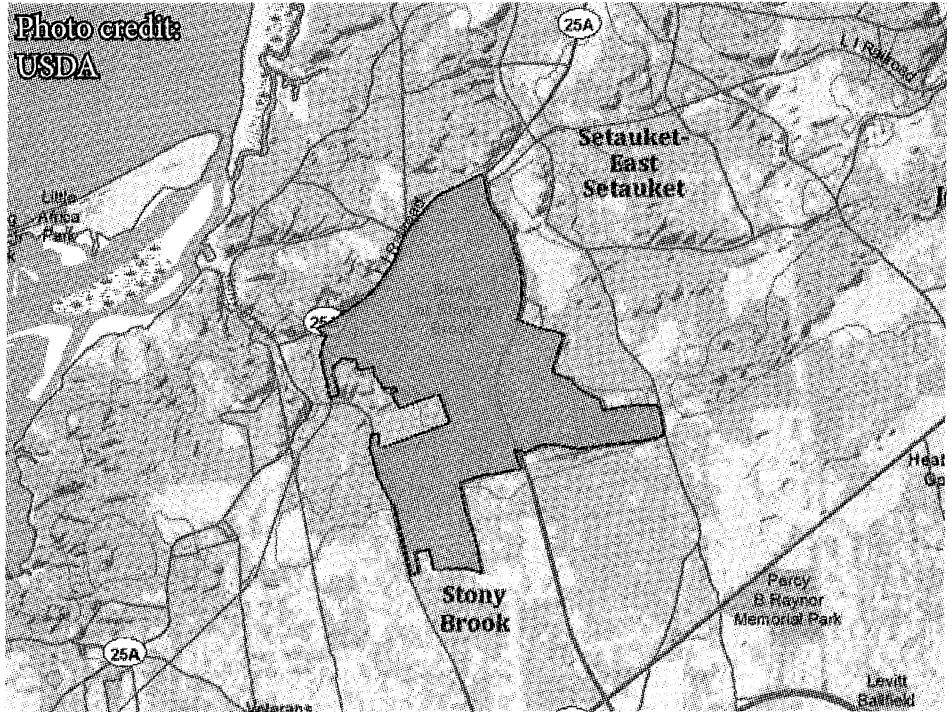 Photo credit:
USDA
25A
L I Railroad
Setauket-
East
Setauket
Little
Africa
Park
25A
Stony
Brook
Percy
B Raynor
Memorial Park
25A
Levitt
Ballfield
Veterans